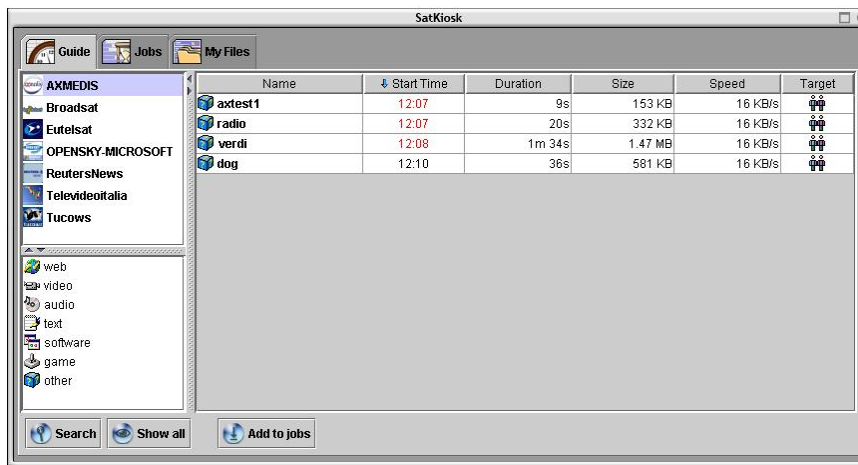 SatKiosk
Guide Jobs My Files
AXMEDIS
Broadsat
Eutelsat
OPENSKY-MICROSOFT
ReutersNews
Televideoitalia
Tucows
web
video
audio
text
software
game
other
Name Start Time Duration Size Speed Target
axtest1 12:07 9s 153 KB 16 KB/s
radio 12:07 20s 332 KB 16 KB/s
verdi 12:08 1m 34s 1.47 MB 16 KB/s
dog 12:10 36s 581 KB 16 KB/s
Search Show all Add to jobs